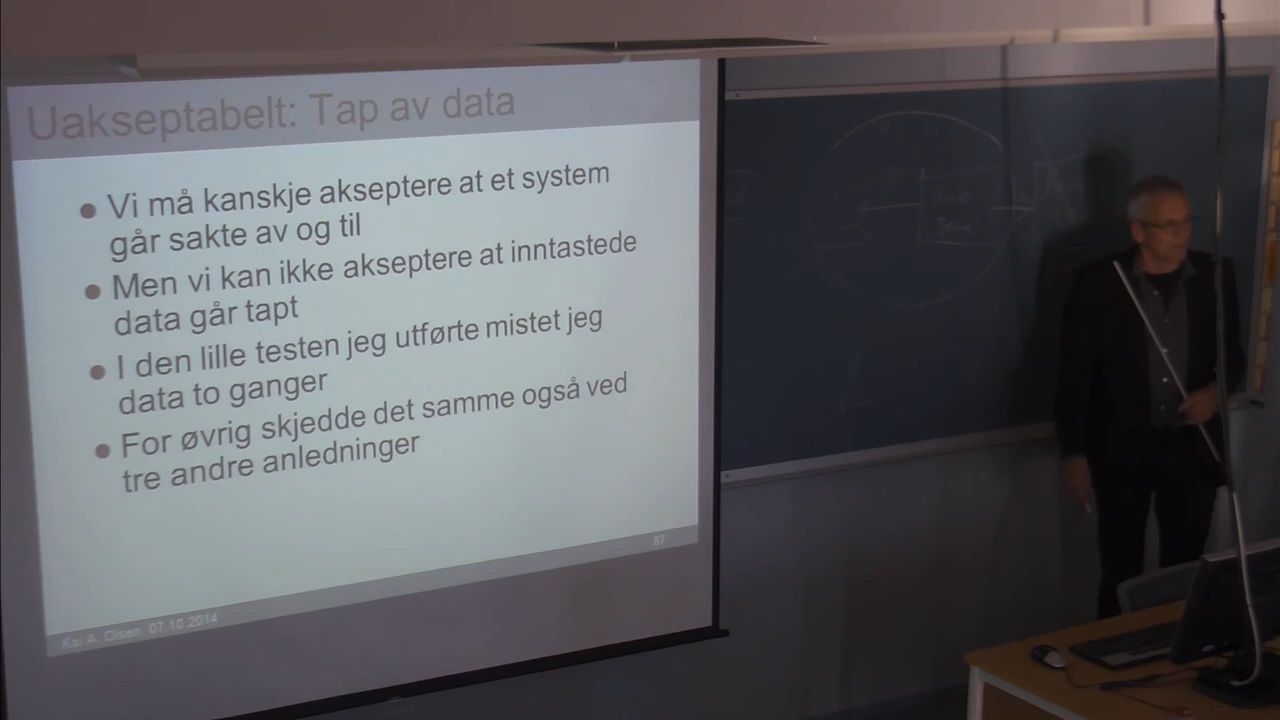 Uakseptabelt: Tap av data
● Vi må kanskje akseptere at et system
går sakte av og til
● Men vi kan ikke akseptere at inntastede
data går tapt
● I den lille testen jeg utførte mistet jeg
data to ganger
● For øvrig skjedde det samme også ved
tre andre anledninger
87
Kai A. Olsen, 07.10.2014